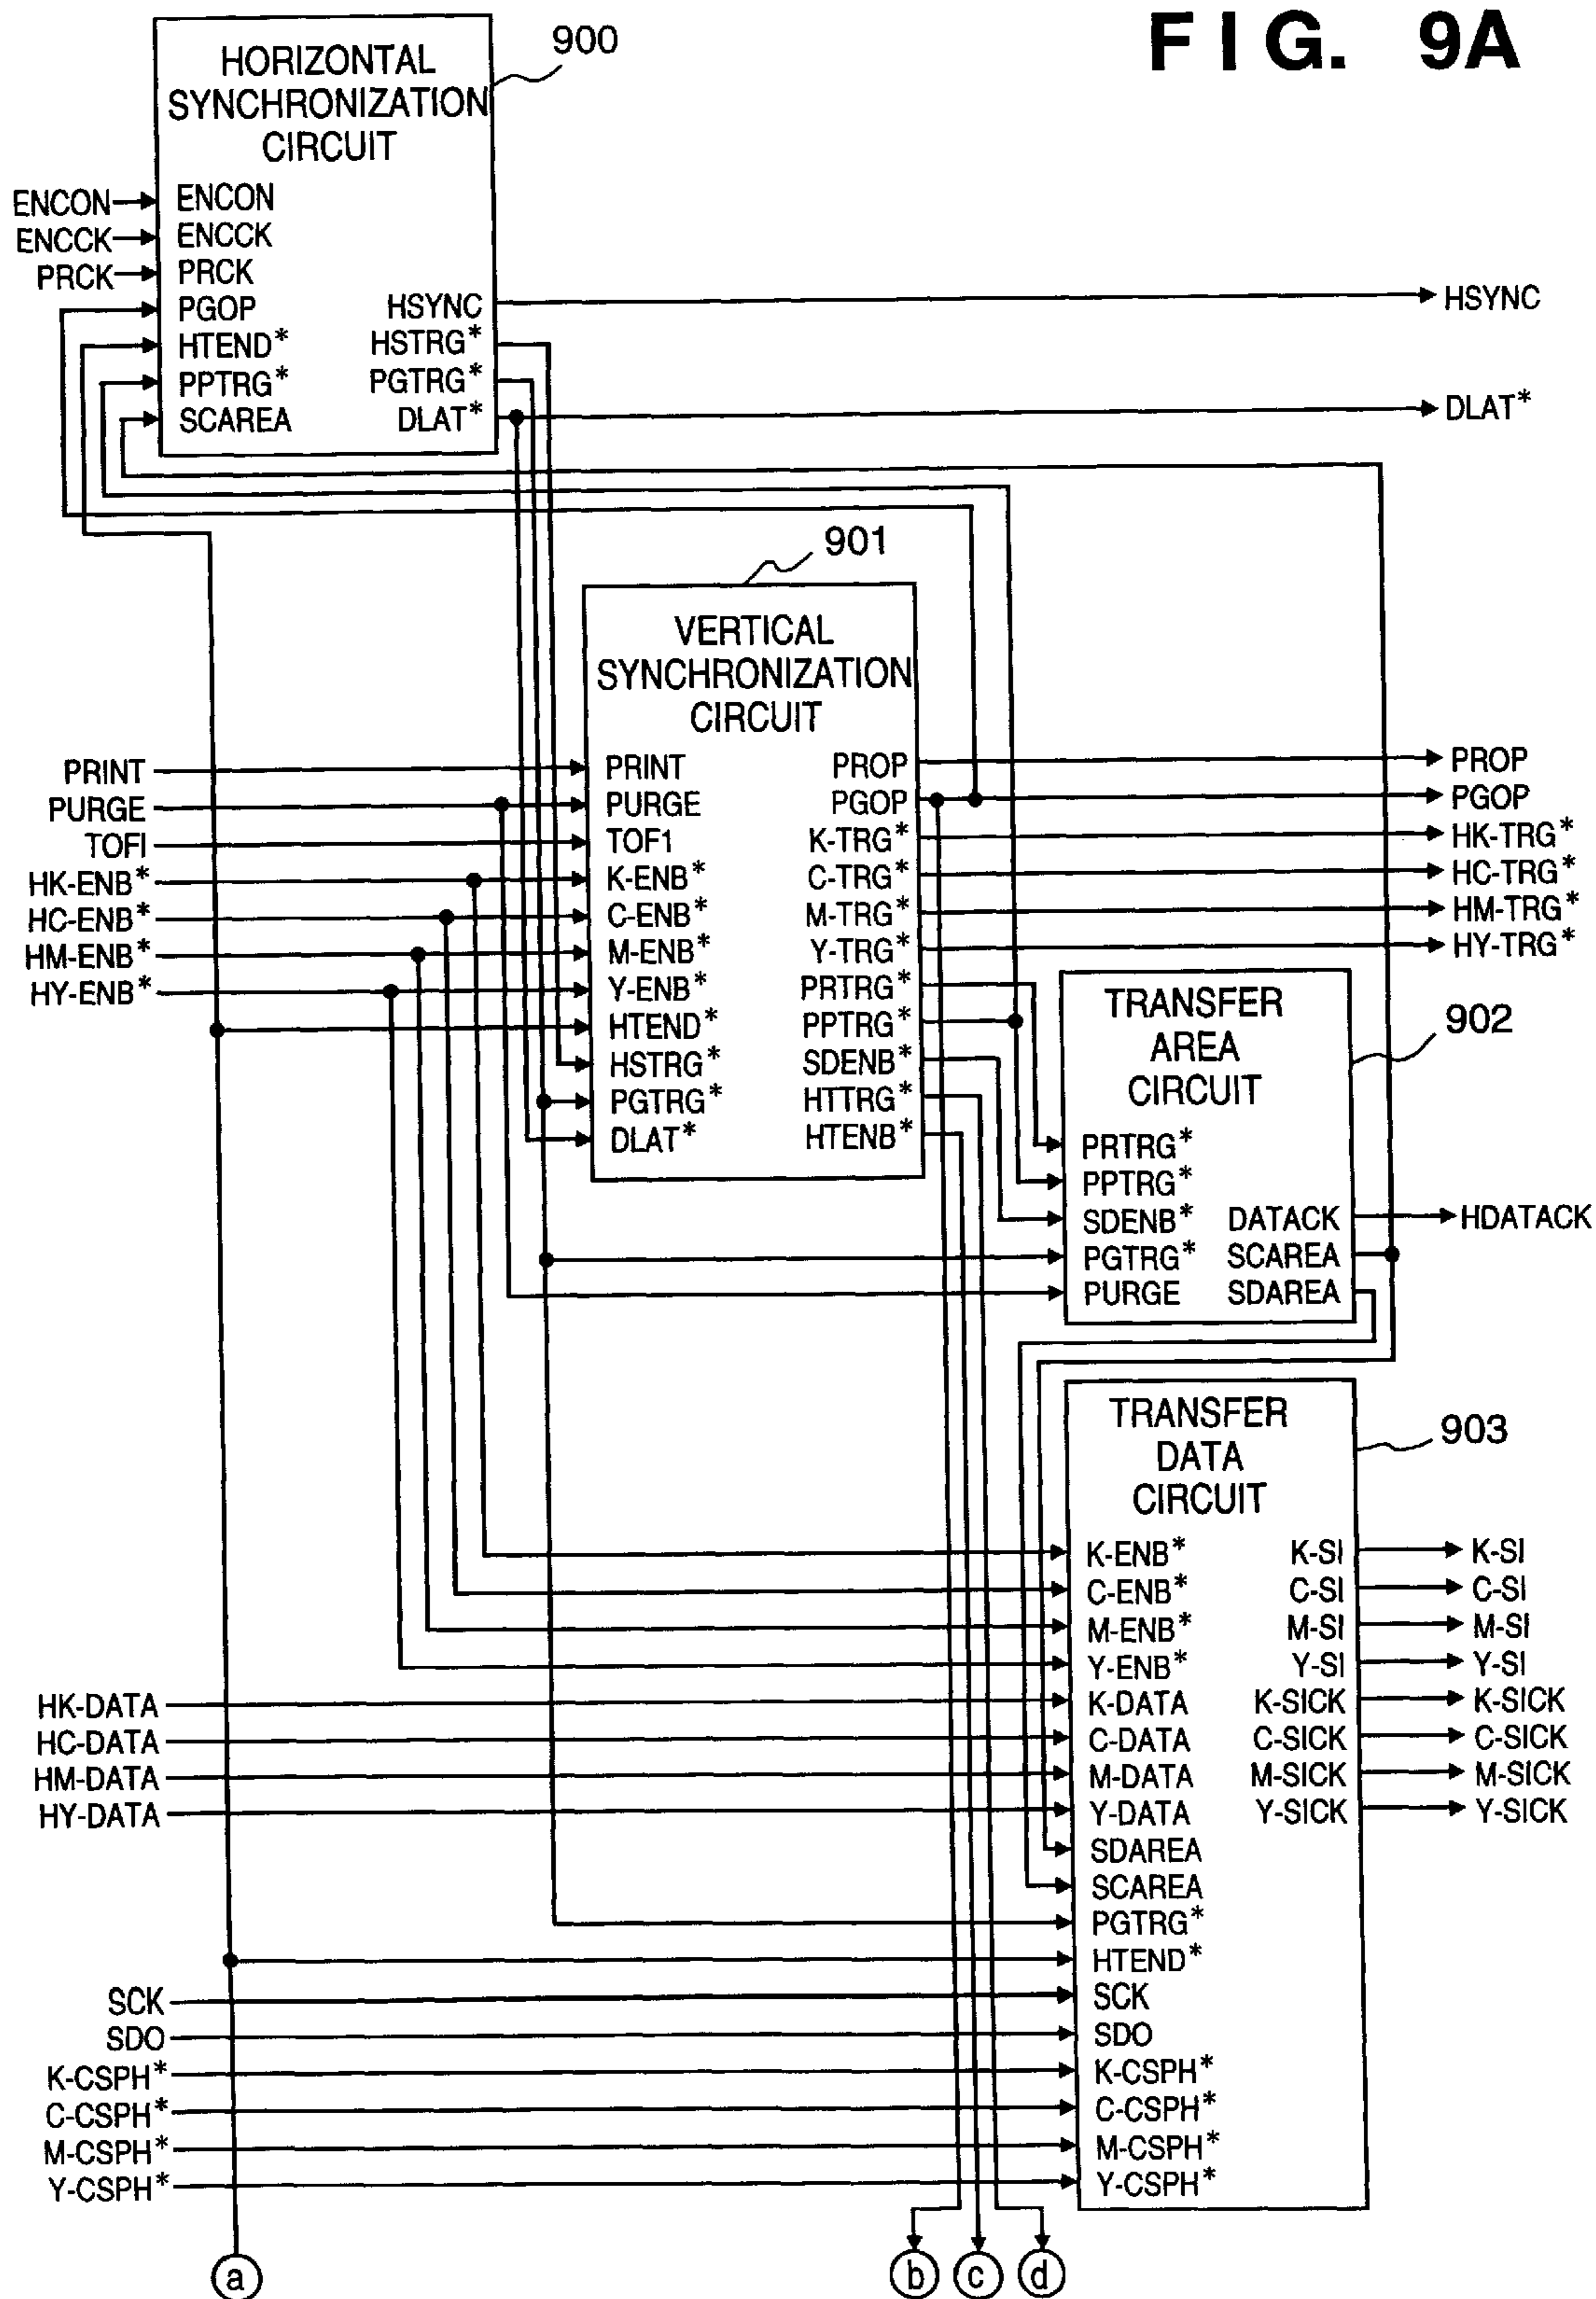 FIG. 9A
900
HORIZONTAL
SYNCHRONIZATION
CIRCUIT
ENCON
ENCCK
PRCK
ENCON
ENCCK
PRCK
PGOP
HTEND*
PPTRG*
SCAREA
HSYNC
HSTRG*
PGTRG*
DLAT*
HSYNC
DLAT*
901
VERTICAL
SYNCHRONIZATION
CIRCUIT
PRINT
PURGE
TOFI
HK-ENB*
HC-ENB*
HM-ENB*
HY-ENB*
PRINT
PURGE
TOF1
K-ENB*
C-ENB*
M-ENB*
Y-ENB*
HTEND*
HSTRG*
PGTRG*
DLAT*
PROP
PGOP
K-TRG*
C-TRG*
M-TRG*
Y-TRG*
PRTRG*
PPTRG*
SDENB*
HTTRG*
HTENB*
PROP
PGOP
HK-TRG*
HC-TRG*
HM-TRG*
HY-TRG*
902
TRANSFER
AREA
CIRCUIT
PRTRG*
PPTRG*
SDENB*
PGTRG*
PURGE
DATACK
SCAREA
SDAREA
HDATACK
903
TRANSFER
DATA
CIRCUIT
HK-DATA
HC-DATA
HM-DATA
HY-DATA
SCK
SDO
K-CSPH*
C-CSPH*
M-CSPH*
Y-CSPH*
K-ENB*
C-ENB*
M-ENB*
Y-ENB*
K-DATA
C-DATA
M-DATA
Y-DATA
SDAREA
SCAREA
PGTRG*
HTEND*
SCK
SDO
K-CSPH*
C-CSPH*
M-CSPH*
Y-CSPH*
K-SI
C-SI
M-SI
Y-SI
K-SICK
C-SICK
M-SICK
Y-SICK
K-SI
C-SI
M-SI
Y-SI
K-SICK
C-SICK
M-SICK
Y-SICK
a
b
c
d